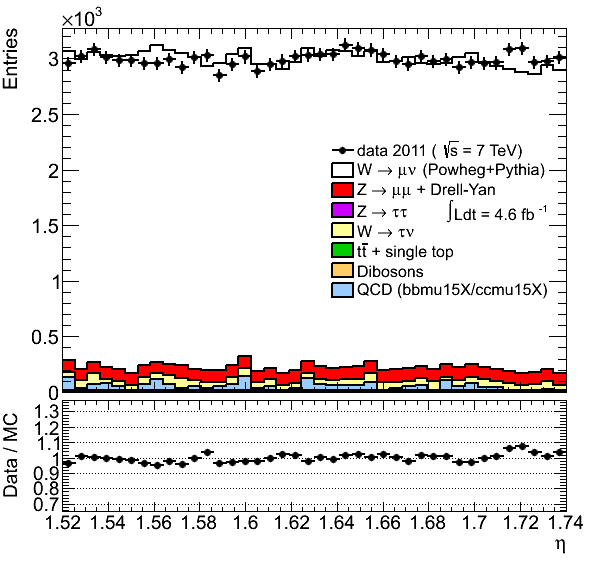 ×10³
Entries
3
2.5
2
1.5
1
0.5
0
data 2011 ( √s = 7 TeV)
W → μν (Powheg+Pythia)
Z → μμ + Drell-Yan
Z → ττ ∫Ldt = 4.6 fb⁻¹
W → τν
tt̄ + single top
Dibosons
QCD (bbmu15X/ccmu15X)
Data / MC
1.3
1.2
1.1
1
0.9
0.8
0.7
1.52 1.54 1.56 1.58 1.6 1.62 1.64 1.66 1.68 1.7 1.72 1.74
η